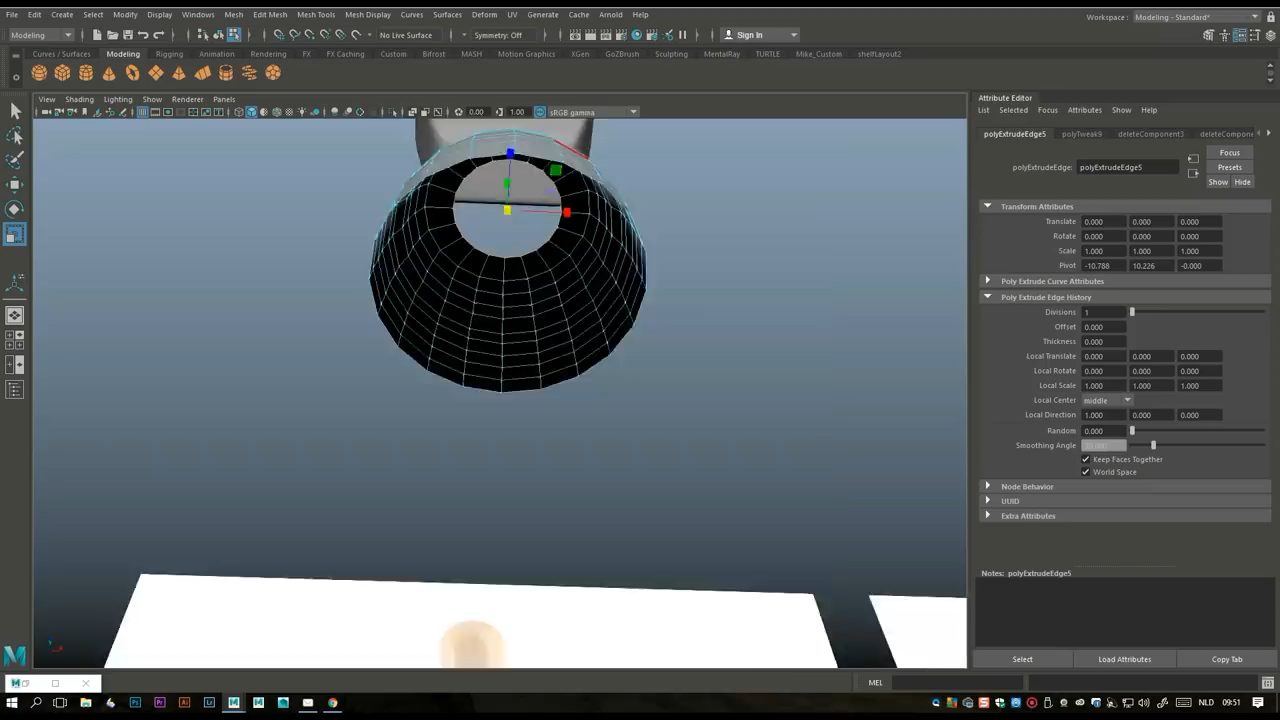 File Edit Create Select Modify Display Windows Mesh Edit Mesh Mesh Tools Mesh Display Curves Surfaces Deform UV Generate Cache Arnold Help
Workspace : Modeling - Standard*
Modeling No Live Surface Symmetry: Off Sign In
Curves / Surfaces Modeling Rigging Animation Rendering FX FX Caching Custom Bifrost MASH Motion Graphics XGen GoZBrush Sculpting MentalRay TURTLE Mike_Custom shelfLayout2
View Shading Lighting Show Renderer Panels
0.00 1.00 sRGB gamma
Attribute Editor
List Selected Focus Attributes Show Help
polyExtrudeEdge5 polyTweak9 deleteComponent3 deleteCompone
Focus
polyExtrudeEdge: polyExtrudeEdge5 Presets
Show Hide
Transform Attributes
Translate 0.000 0.000 0.000
Rotate 0.000 0.000 0.000
Scale 1.000 1.000 1.000
Pivot -10.788 10.226 -0.000
Poly Extrude Curve Attributes
Poly Extrude Edge History
Divisions 1
Offset 0.000
Thickness 0.000
Local Translate 0.000 0.000 0.000
Local Rotate 0.000 0.000 0.000
Local Scale 1.000 1.000 1.000
Local Center middle
Local Direction 1.000 0.000 0.000
Random 0.000
Smoothing Angle
Keep Faces Together
World Space
Node Behavior
UUID
Extra Attributes
Notes: polyExtrudeEdge5
Select Load Attributes Copy Tab
MEL
NLD 09:51